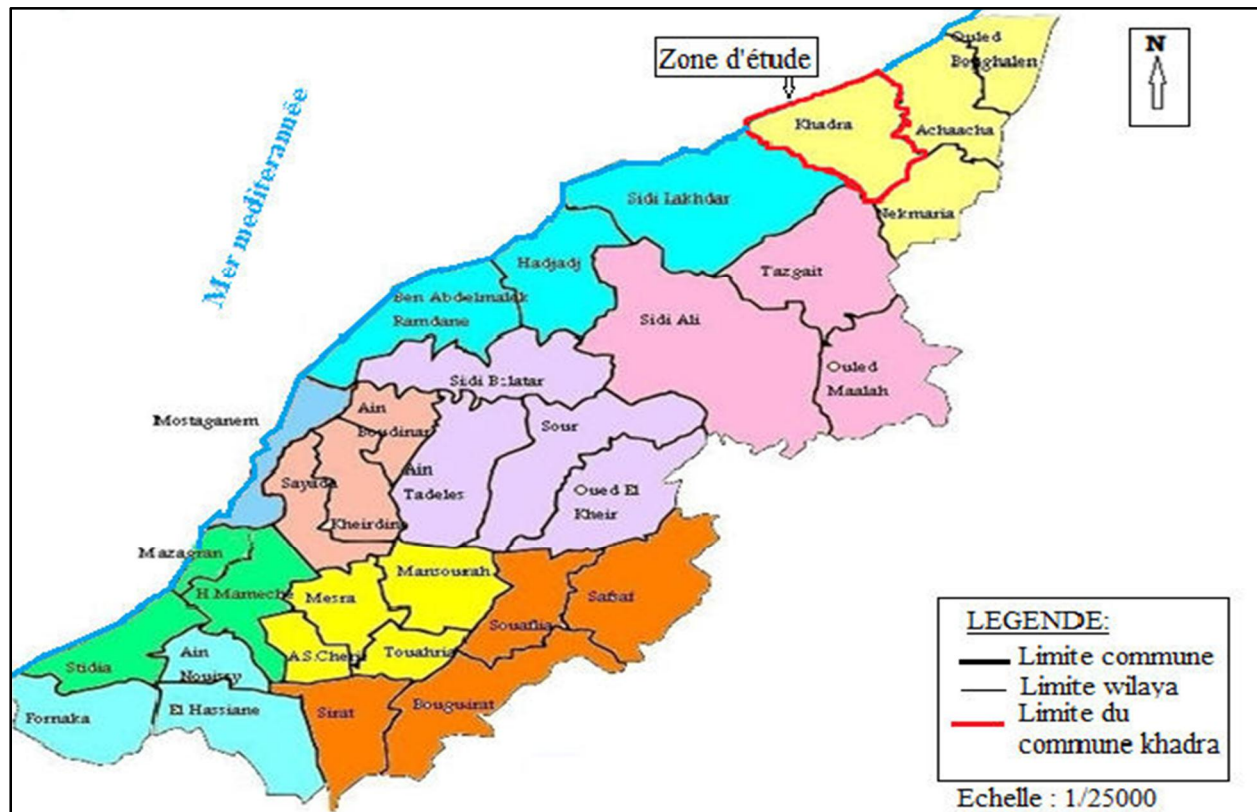 Zone d'étude
N
Ouled
Boughalen
Khadra
Achaacha
Nekmaria
Sidi Lakhdar
Mer mediterannée
Hadjadj
Tazgait
Ben Abdelmalek
Ramdane
Sidi Ali
Ouled
Maalah
Sidi Belatar
Mostaganem
Ain
Boudinar
Sour
Sayada
Ain
Tadeles
Oued El
Kheir
Kheirdine
Mazagran
Mansourah
H.Mameche
Mesra
Safsaf
Souaflia
Stidia
Ain
Nouissy
A.S.Cherif
Touahria
Fornaka
El Hassiane
Sirat
Bouguirat
LEGENDE:
Limite commune
Limite wilaya
Limite du
commune khadra
Echelle : 1/25000